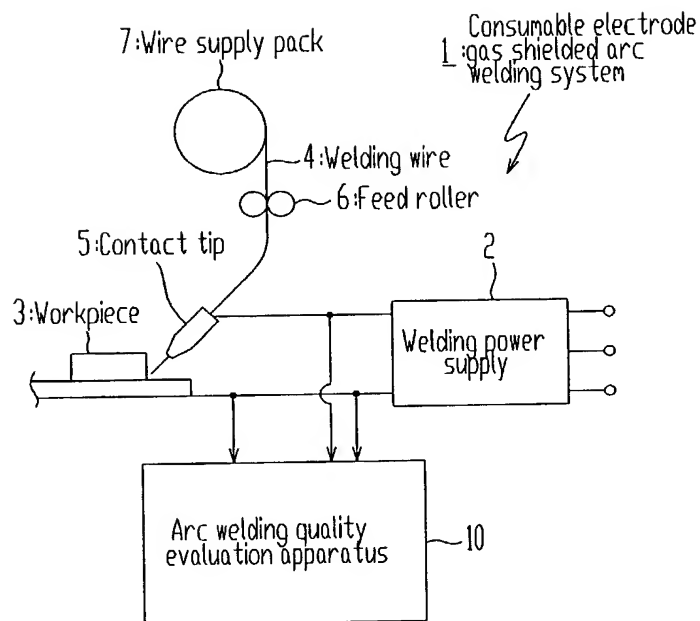 Consumable electrode
1:gas shielded arc
welding system
7:Wire supply pack
4:Welding wire
6:Feed roller
5:Contact tip
2
3:Workpiece
Welding power
supply
Arc welding quality
evaluation apparatus
10